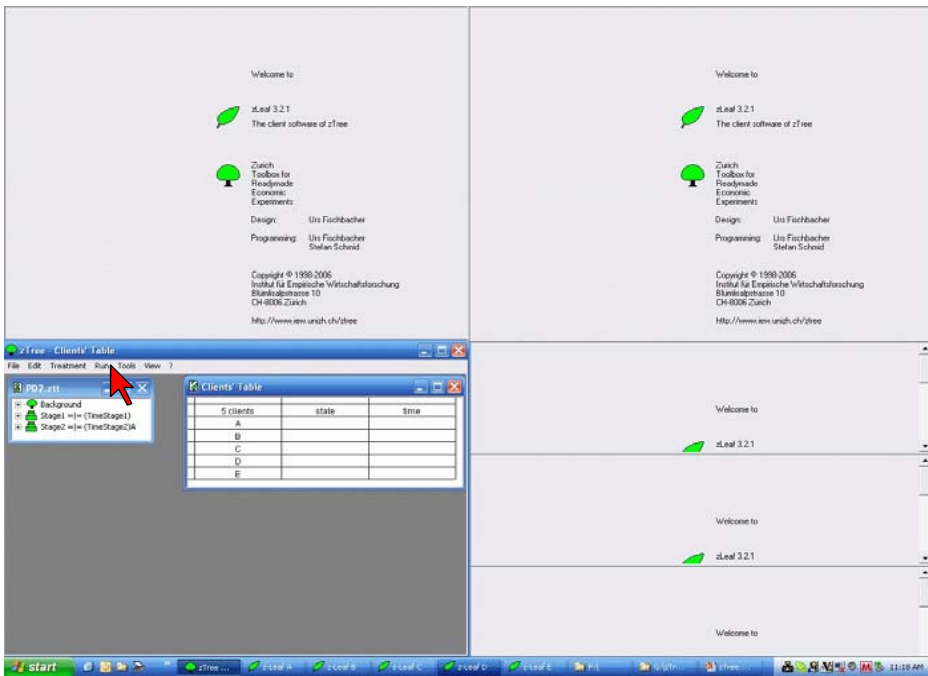 Welcome to
zLeaf 3.2.1
The client software of zTree
Zurich
Toolbox for
Readymade
Economic
Experiments
Design: Urs Fischbacher
Programming: Urs Fischbacher
Stefan Schmid
Copyright © 1998-2006
Institut für Empirische Wirtschaftsforschung
Blümlisalpstrasse 10
CH-8006 Zürich
http://www.iew.unizh.ch/ztree
Welcome to
zLeaf 3.2.1
The client software of zTree
Zurich
Toolbox for
Readymade
Economic
Experiments
Design: Urs Fischbacher
Programming: Urs Fischbacher
Stefan Schmid
Copyright © 1998-2006
Institut für Empirische Wirtschaftsforschung
Blümlisalpstrasse 10
CH-8006 Zürich
http://www.iew.unizh.ch/ztree
zTree - Clients' Table
File Edit Treatment Run Tools View ?
PD2.ztt
Background
Stage1 =|= (TimeStage1)
Stage2 =|= (TimeStage2)A
Clients' Table
5 clients state time
A
B
C
D
E
Welcome to
zLeaf 3.2.1
Welcome to
zLeaf 3.2.1
Welcome to
start zTree ... z-Leaf A z-Leaf B z-Leaf C z-Leaf D z-Leaf E zTree ... 11:18 AM